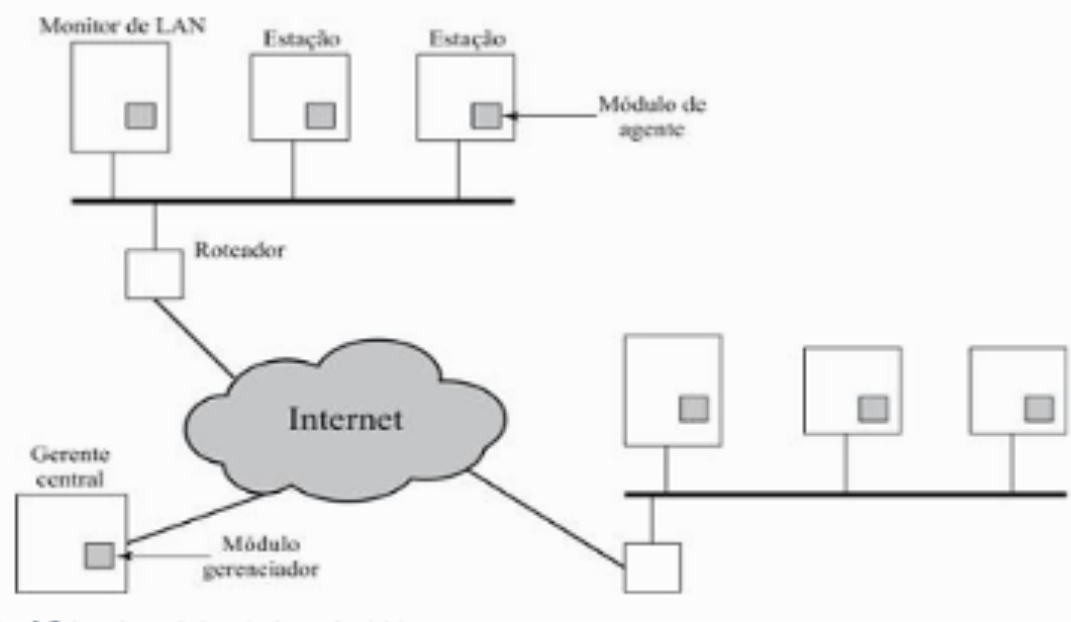 Monitor de LAN
Estação
Estação
Módulo de
agente
Roteador
Internet
Gerente
central
Módulo
gerenciador